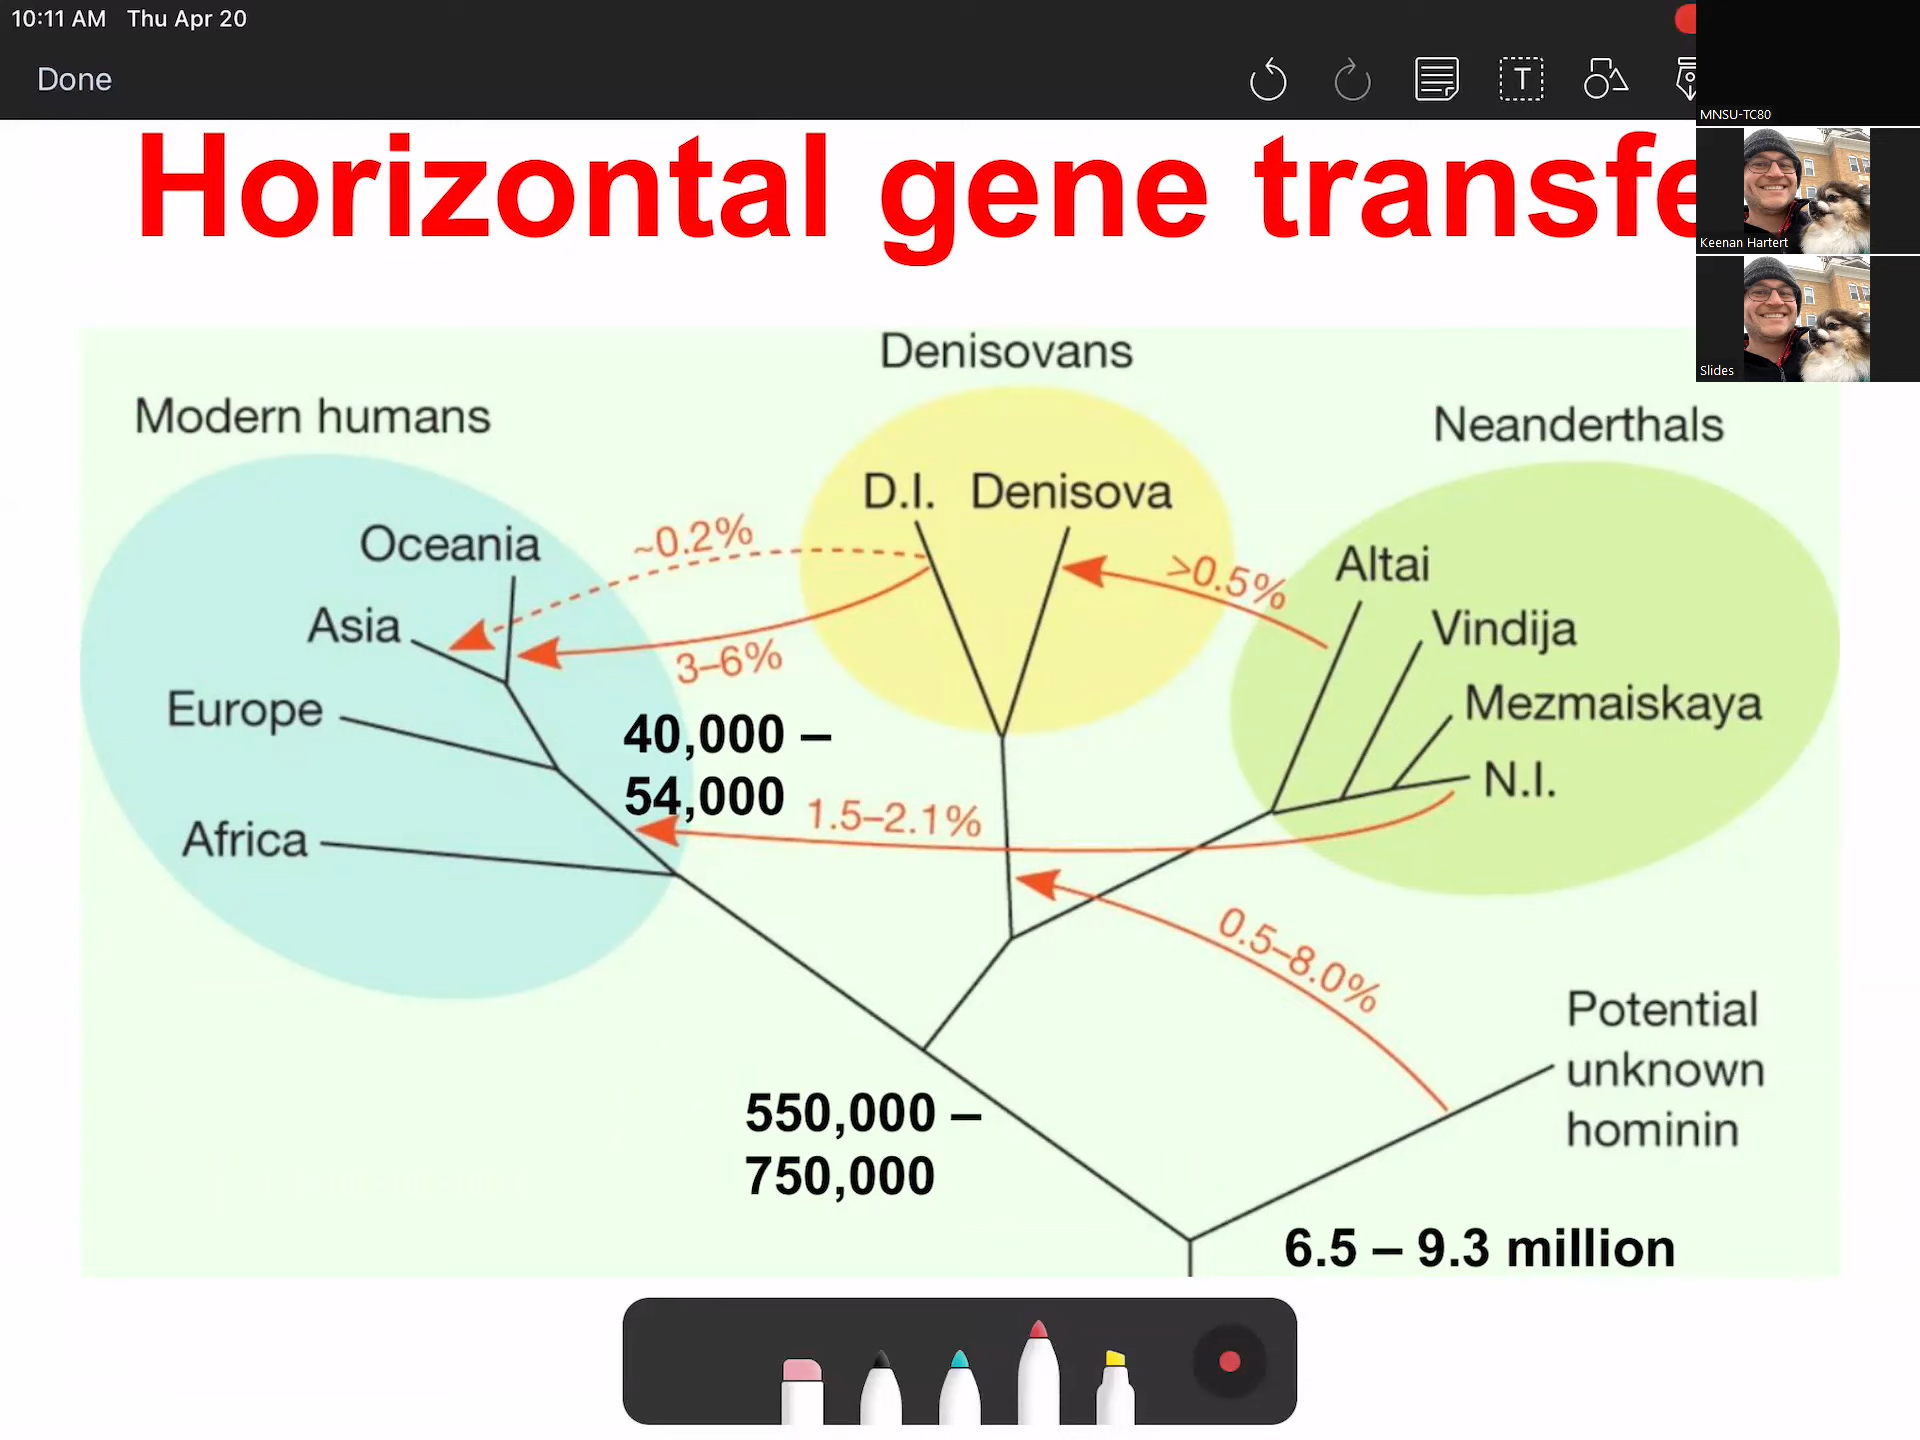 10:11 AM Thu Apr 20
Done
T
MNSU-TC80
Keenan Hartert
Slides
Horizontal gene transfe
Denisovans
Modern humans
Neanderthals
D.I. Denisova
Oceania
~0.2%
>0.5%
Altai
Asia
Vindija
3–6%
Europe
Mezmaiskaya
40,000 –
54,000
N.I.
1.5–2.1%
Africa
0.5–8.0%
Potential
unknown
hominin
550,000 –
750,000
6.5 – 9.3 million